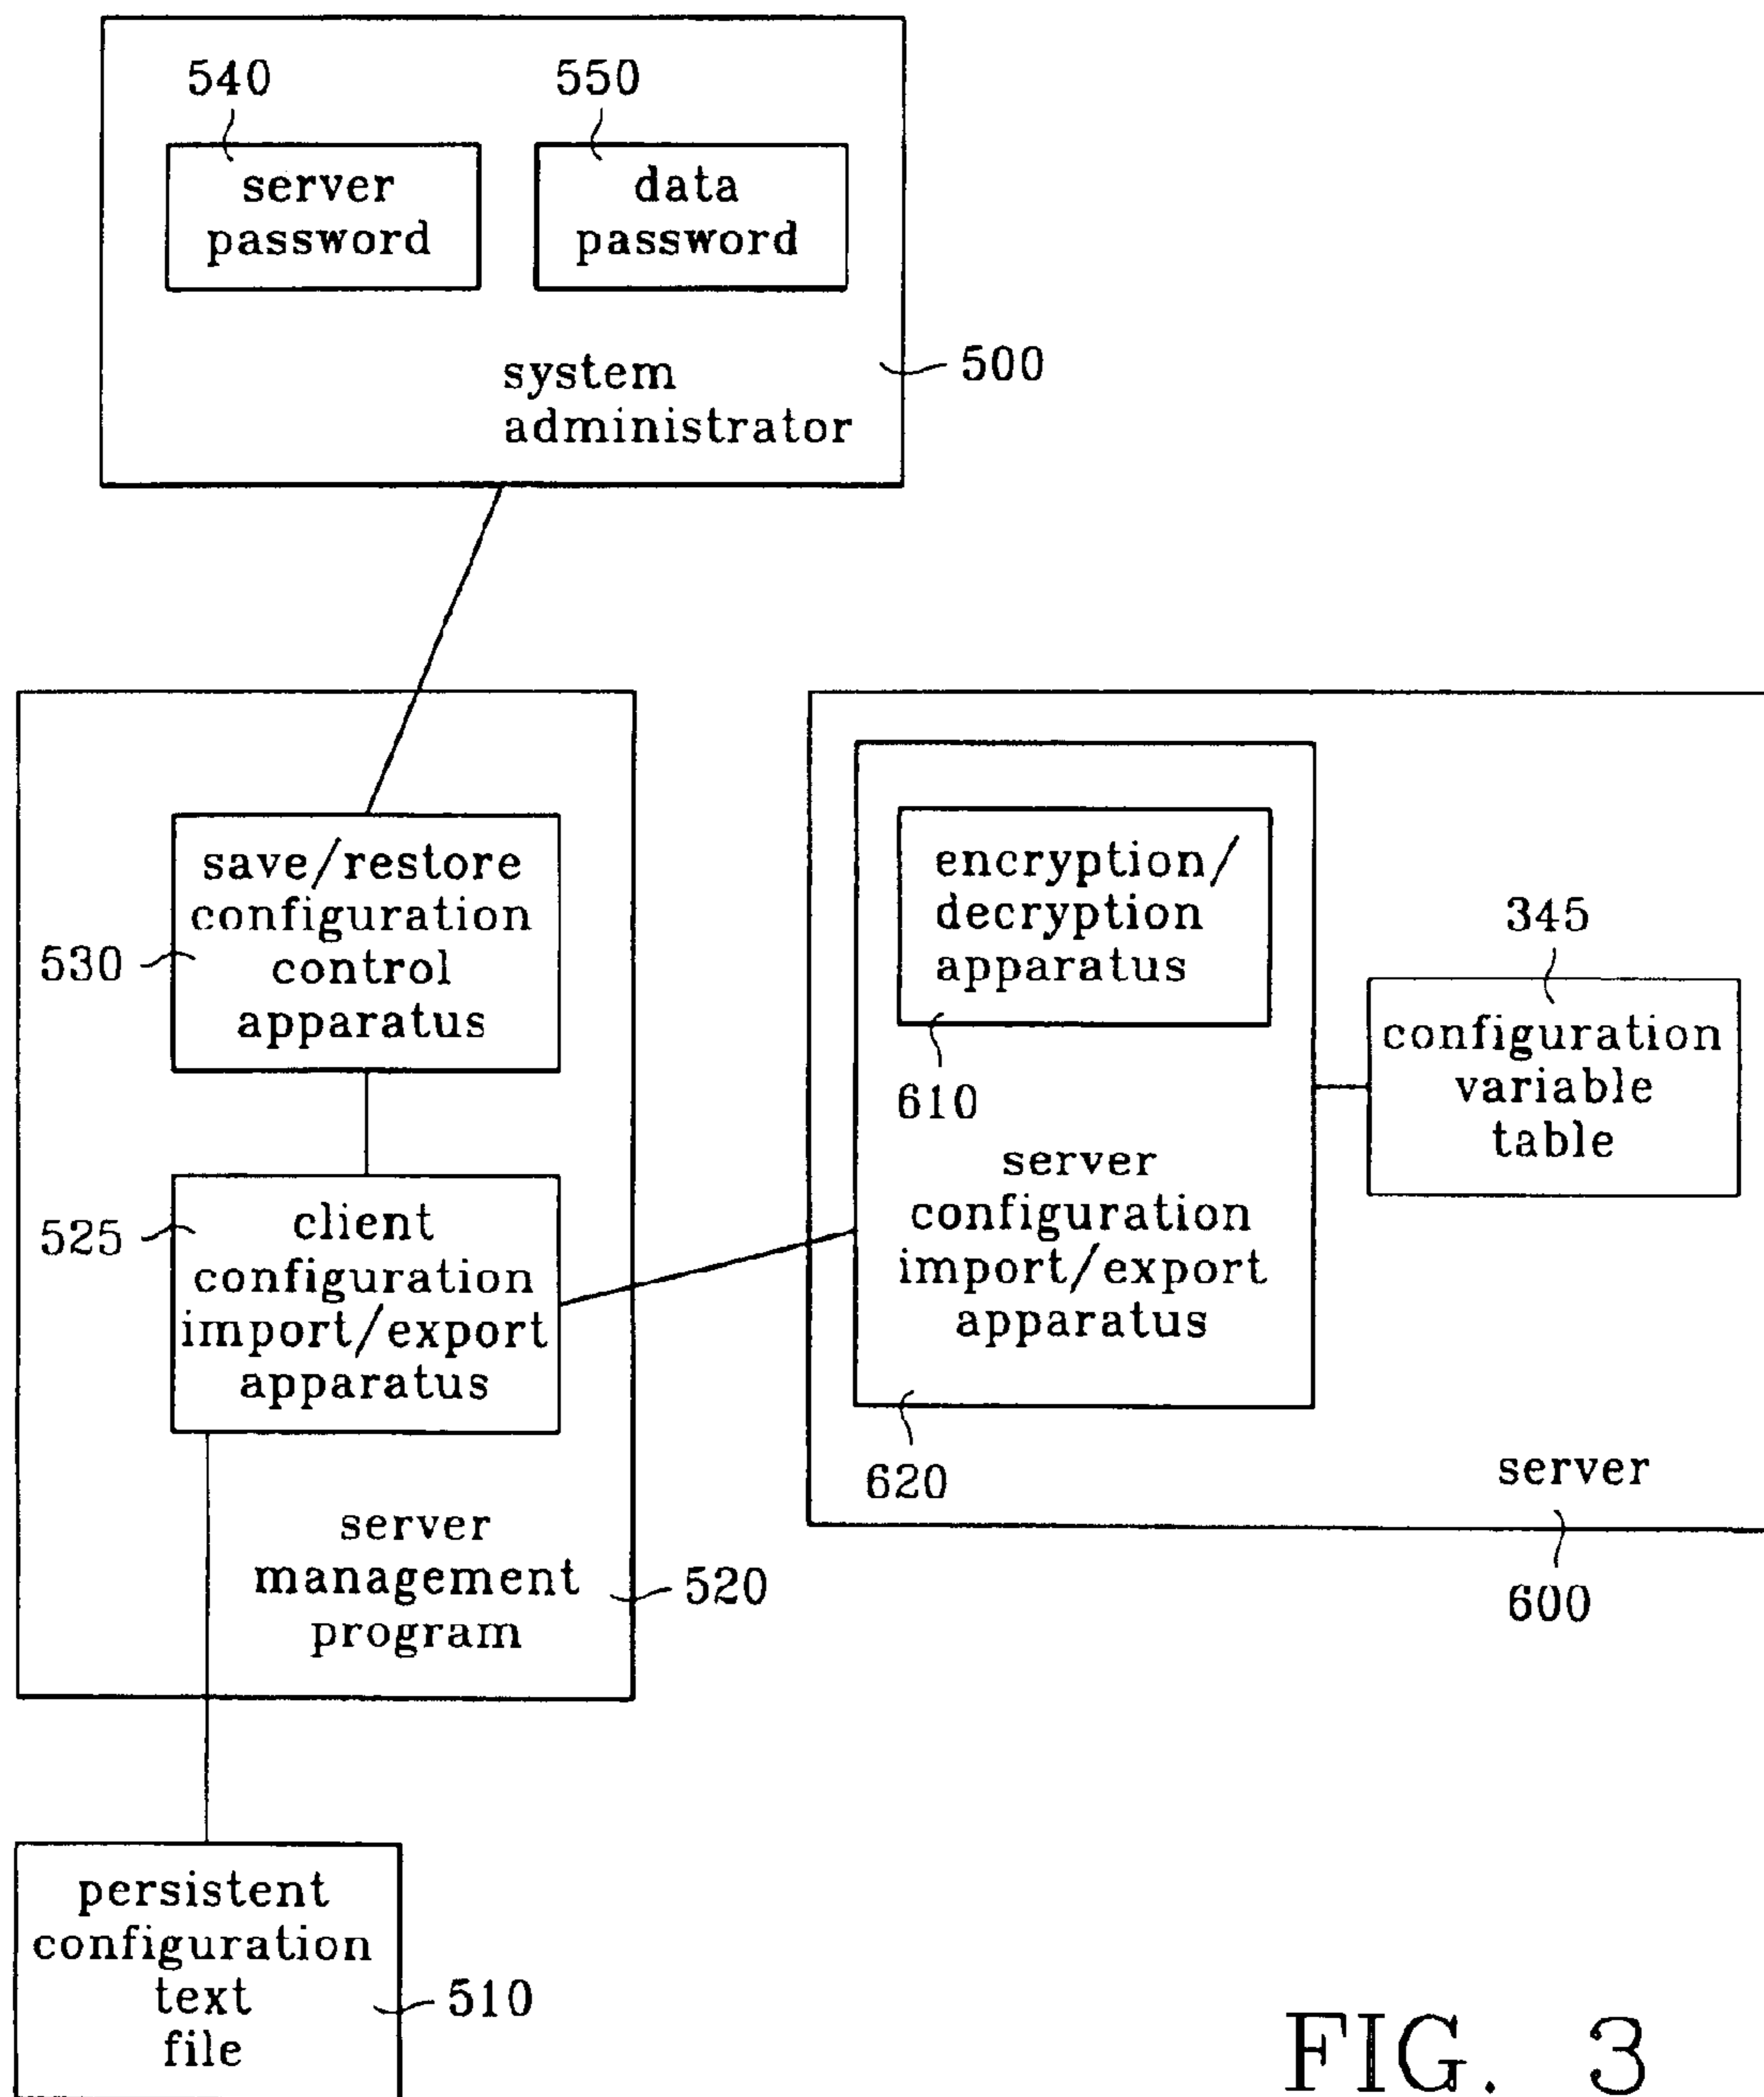 540
550
server
password
data
password
system
administrator
500
save/restore
configuration
control
apparatus
530
client
configuration
import/export
apparatus
525
server
management
program
520
persistent
configuration
text
file
510
encryption/
decryption
apparatus
610
server
configuration
import/export
apparatus
620
345
configuration
variable
table
server
600
FIG. 3